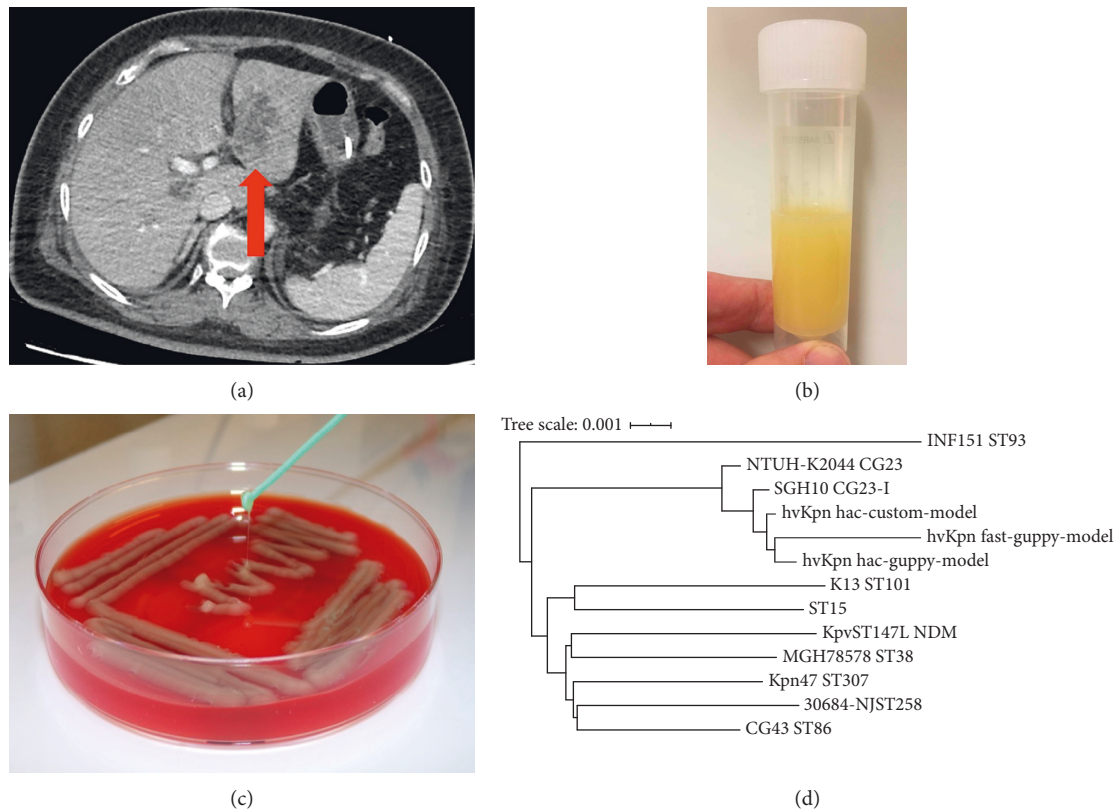 (a)
(b)
(c)
Tree scale: 0.001
INF151 ST93
NTUH-K2044 CG23
SGH10 CG23-I
hvKpn hac-custom-model
hvKpn fast-guppy-model
hvKpn hac-guppy-model
K13 ST101
ST15
KpvST147L NDM
MGH78578 ST38
Kpn47 ST307
30684-NJST258
CG43 ST86
(d)